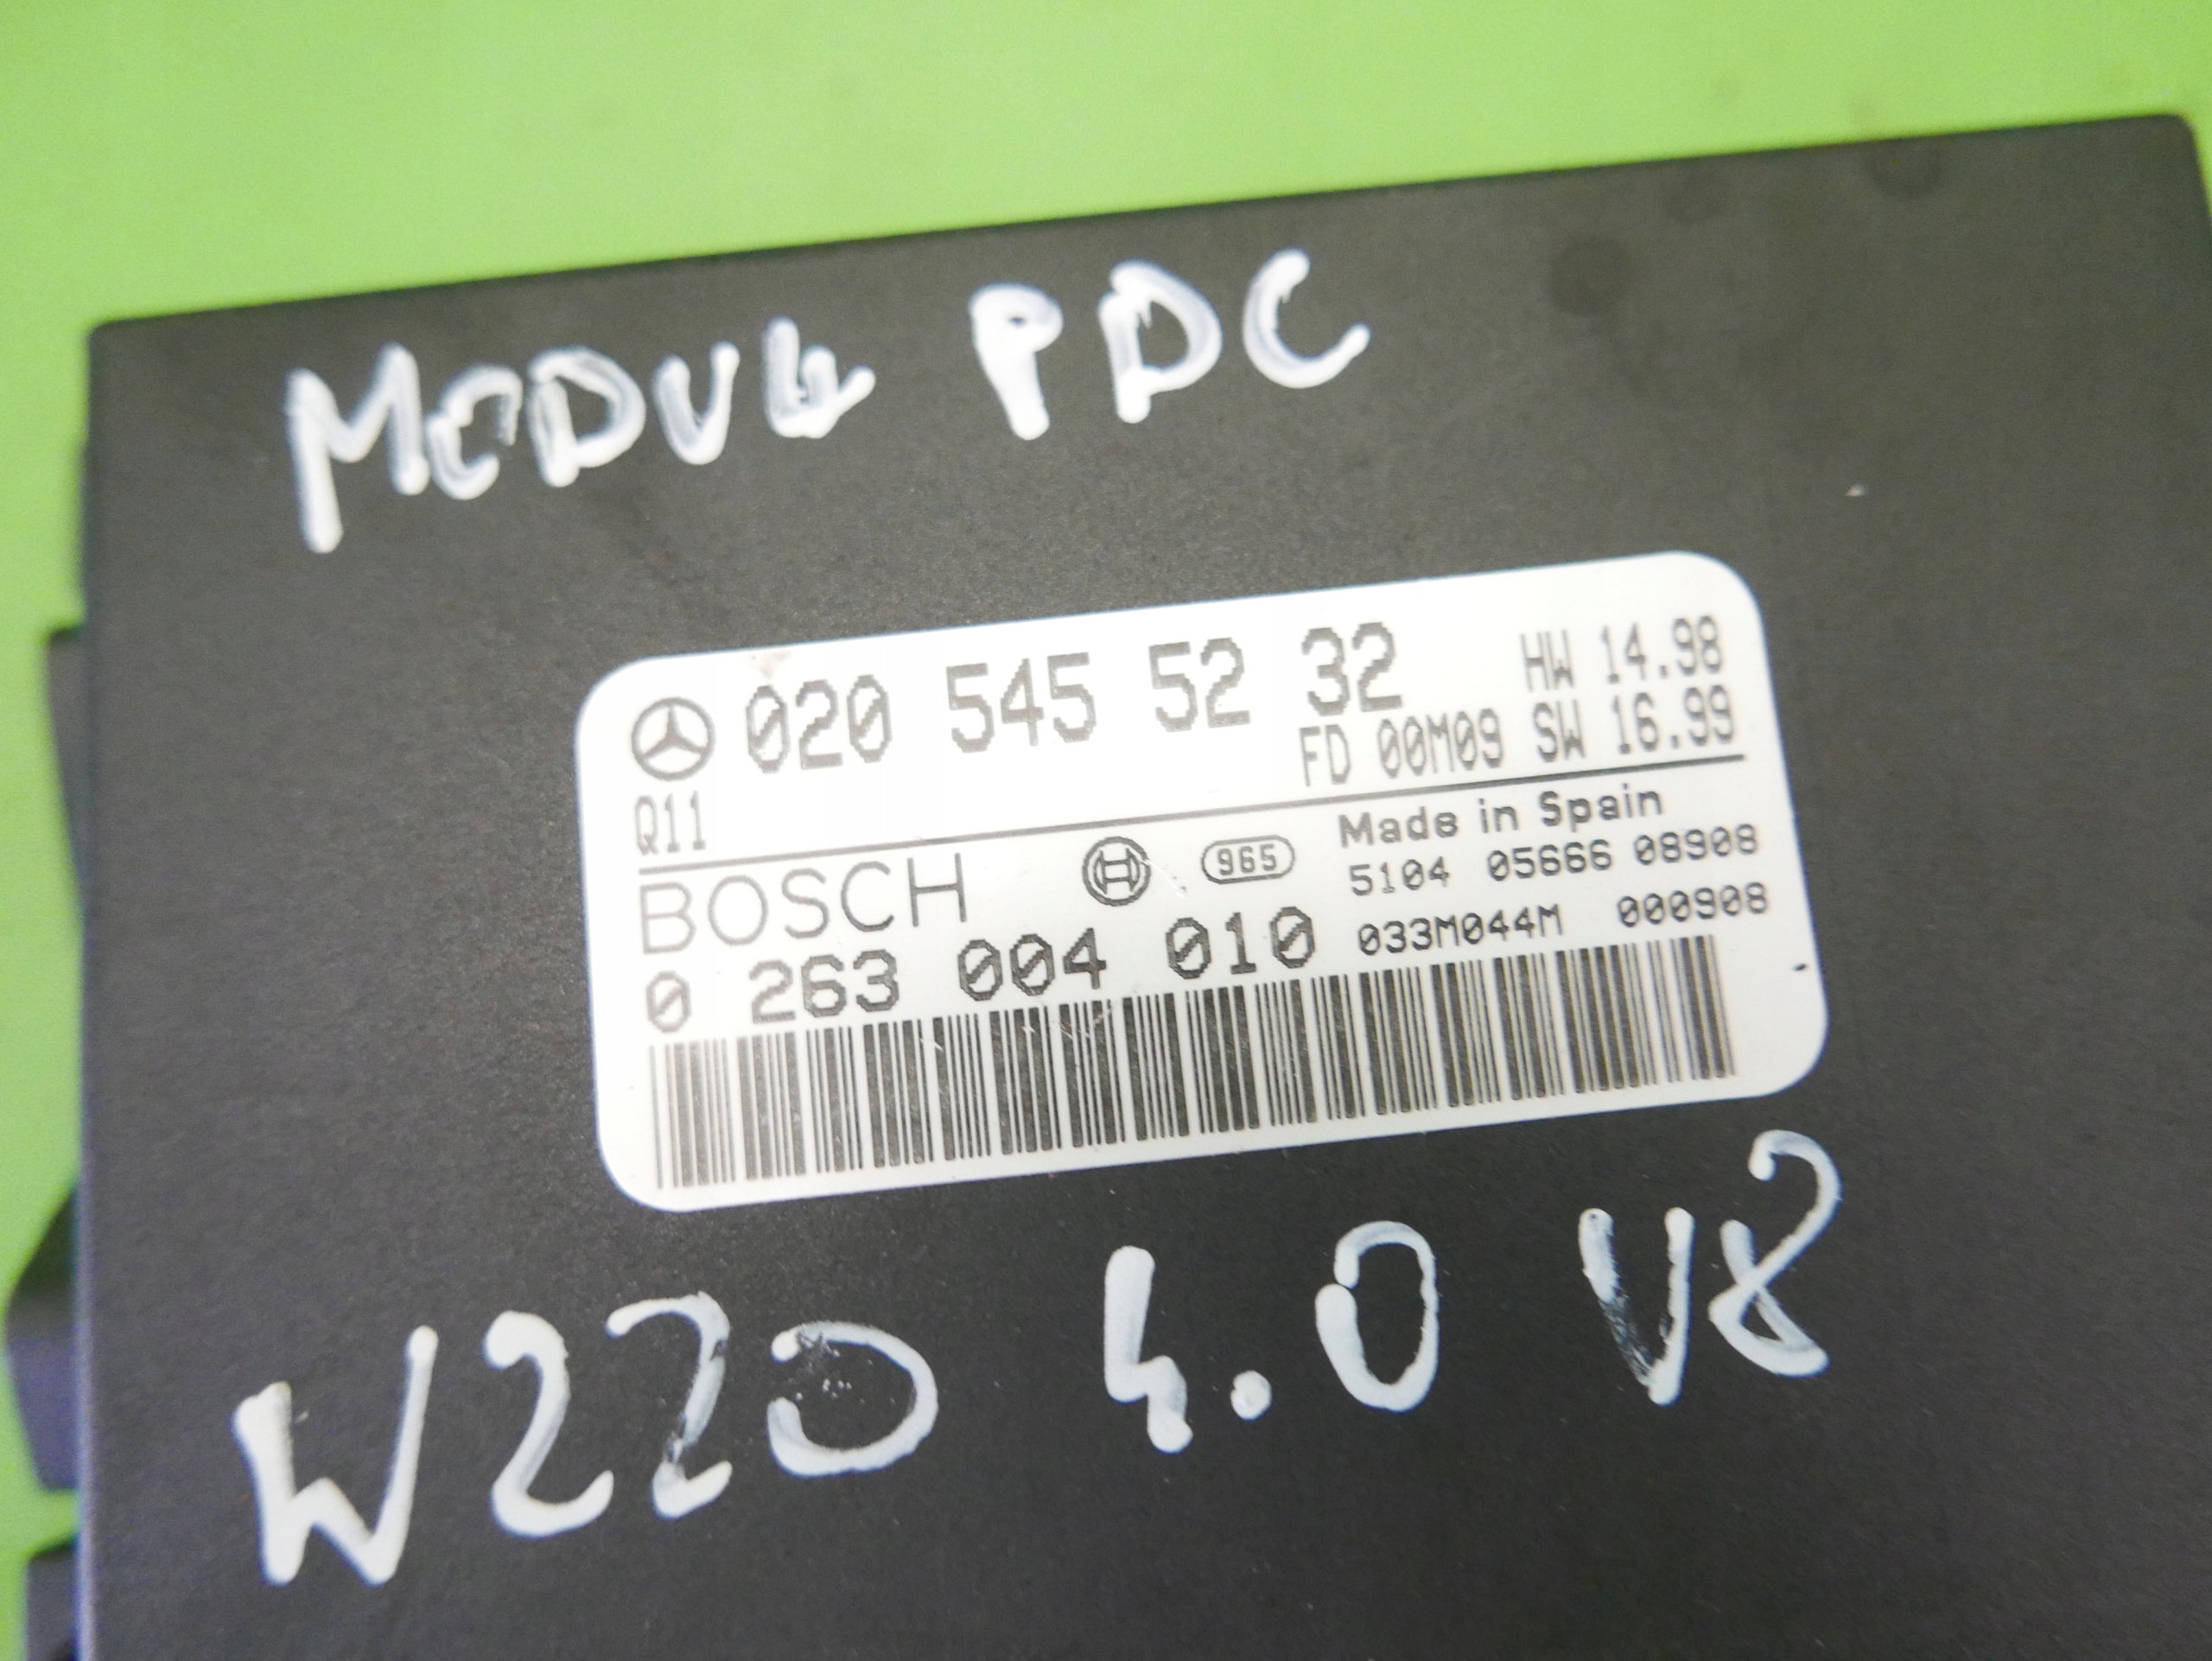 MODUŁ PDC
020 545 52 32 HW 14.98
FD 00M09 SW 16.99
Q11
BOSCH 965 Made in Spain
5104 05666 08908
0 263 004 010 033M044M 000908
W220 4.0 V8